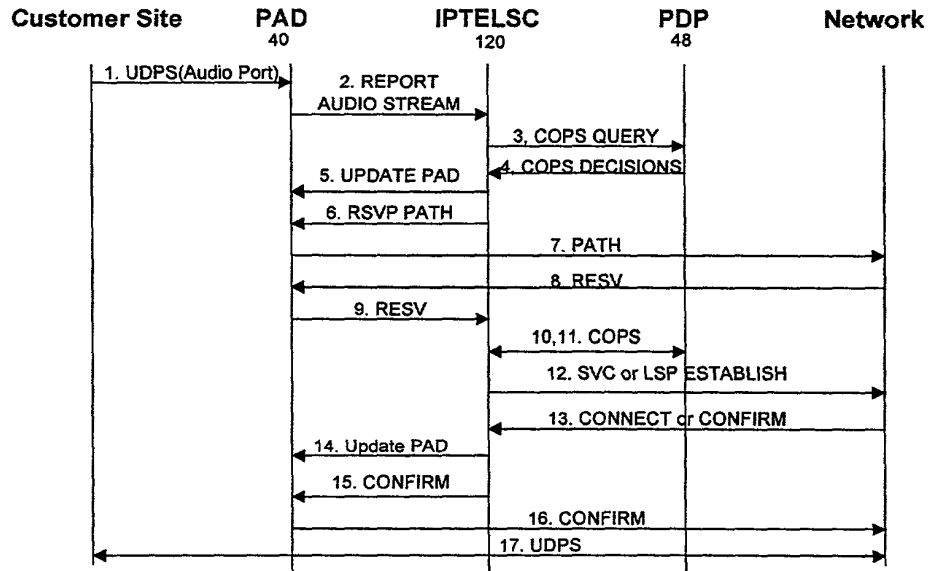 Customer Site PAD IPTELSC PDP Network
40 120 48
1. UDPS(Audio Port)
2. REPORT
AUDIO STREAM
3, COPS QUERY
4. COPS DECISIONS
5. UPDATE PAD
6. RSVP PATH
7. PATH
8. RESV
9. RESV
10,11. COPS
12. SVC or LSP ESTABLISH
13. CONNECT or CONFIRM
14. Update PAD
15. CONFIRM
16. CONFIRM
17. UDPS